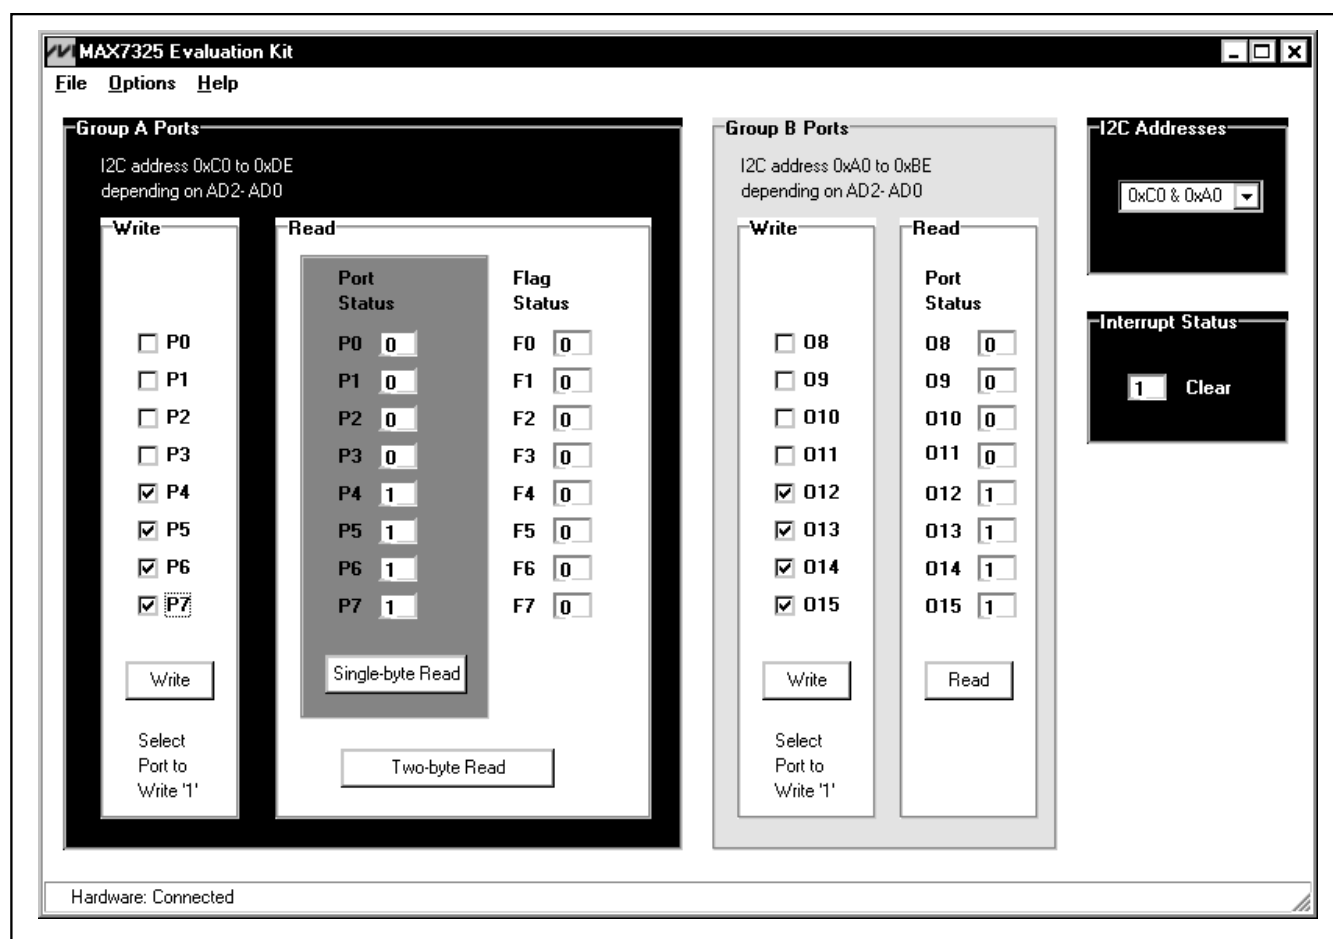 MAX7325 Evaluation Kit
File Options Help
Group A Ports
I2C address 0xC0 to 0xDE
depending on AD2- AD0
Write
P0
P1
P2
P3
P4
P5
P6
P7
Write
Select
Port to
Write '1'
Read
Port
Status
P0 0
P1 0
P2 0
P3 0
P4 1
P5 1
P6 1
P7 1
Single-byte Read
Flag
Status
F0 0
F1 0
F2 0
F3 0
F4 0
F5 0
F6 0
F7 0
Two-byte Read
Group B Ports
I2C address 0xA0 to 0xBE
depending on AD2- AD0
Write
O8
O9
O10
O11
O12
O13
O14
O15
Write
Select
Port to
Write '1'
Read
Port
Status
O8 0
O9 0
O10 0
O11 0
O12 1
O13 1
O14 1
O15 1
Read
I2C Addresses
0xC0 & 0xA0
Interrupt Status
1 Clear
Hardware: Connected